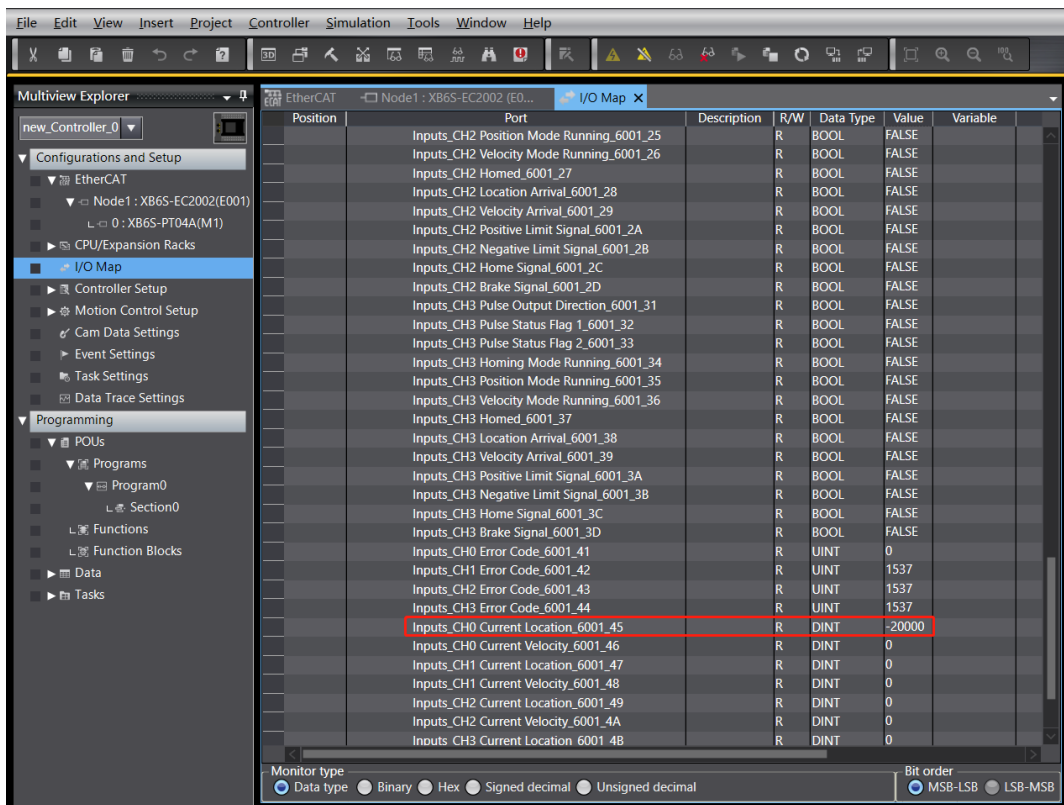 File Edit View Insert Project Controller Simulation Tools Window Help
Multiview Explorer
new_Controller_0
Configurations and Setup
EtherCAT
Node1 : XB6S-EC2002(E001)
0 : XB6S-PT04A(M1)
CPU/Expansion Racks
I/O Map
Controller Setup
Motion Control Setup
Cam Data Settings
Event Settings
Task Settings
Data Trace Settings
Programming
POUs
Programs
Program0
Section0
Functions
Function Blocks
Data
Tasks
EtherCAT Node1 : XB6S-EC2002 (E0... I/O Map
Position Port Description R/W Data Type Value Variable
Inputs_CH2 Position Mode Running_6001_25 R BOOL FALSE
Inputs_CH2 Velocity Mode Running_6001_26 R BOOL FALSE
Inputs_CH2 Homed_6001_27 R BOOL FALSE
Inputs_CH2 Location Arrival_6001_28 R BOOL FALSE
Inputs_CH2 Velocity Arrival_6001_29 R BOOL FALSE
Inputs_CH2 Positive Limit Signal_6001_2A R BOOL FALSE
Inputs_CH2 Negative Limit Signal_6001_2B R BOOL FALSE
Inputs_CH2 Home Signal_6001_2C R BOOL FALSE
Inputs_CH2 Brake Signal_6001_2D R BOOL FALSE
Inputs_CH3 Pulse Output Direction_6001_31 R BOOL FALSE
Inputs_CH3 Pulse Status Flag 1_6001_32 R BOOL FALSE
Inputs_CH3 Pulse Status Flag 2_6001_33 R BOOL FALSE
Inputs_CH3 Homing Mode Running_6001_34 R BOOL FALSE
Inputs_CH3 Position Mode Running_6001_35 R BOOL FALSE
Inputs_CH3 Velocity Mode Running_6001_36 R BOOL FALSE
Inputs_CH3 Homed_6001_37 R BOOL FALSE
Inputs_CH3 Location Arrival_6001_38 R BOOL FALSE
Inputs_CH3 Velocity Arrival_6001_39 R BOOL FALSE
Inputs_CH3 Positive Limit Signal_6001_3A R BOOL FALSE
Inputs_CH3 Negative Limit Signal_6001_3B R BOOL FALSE
Inputs_CH3 Home Signal_6001_3C R BOOL FALSE
Inputs_CH3 Brake Signal_6001_3D R BOOL FALSE
Inputs_CH0 Error Code_6001_41 R UINT 0
Inputs_CH1 Error Code_6001_42 R UINT 1537
Inputs_CH2 Error Code_6001_43 R UINT 1537
Inputs_CH3 Error Code_6001_44 R UINT 1537
Inputs_CH0 Current Location_6001_45 R DINT -20000
Inputs_CH0 Current Velocity_6001_46 R DINT 0
Inputs_CH1 Current Location_6001_47 R DINT 0
Inputs_CH1 Current Velocity_6001_48 R DINT 0
Inputs_CH2 Current Location_6001_49 R DINT 0
Inputs_CH2 Current Velocity_6001_4A R DINT 0
Inputs_CH3 Current Location_6001_4B R DINT 0
Monitor type Bit order
Data type Binary Hex Signed decimal Unsigned decimal MSB-LSB LSB-MSB